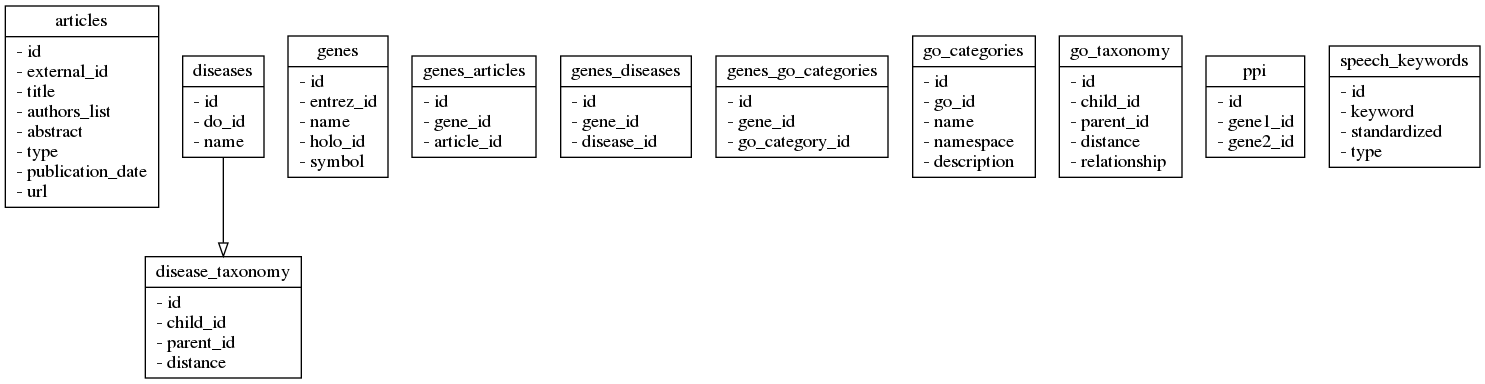 articles
- id
- external_id
- title
- authors_list
- abstract
- type
- publication_date
- url
diseases
- id
- do_id
- name
genes
- id
- entrez_id
- name
- holo_id
- symbol
genes_articles
- id
- gene_id
- article_id
genes_diseases
- id
- gene_id
- disease_id
genes_go_categories
- id
- gene_id
- go_category_id
go_categories
- id
- go_id
- name
- namespace
- description
go_taxonomy
- id
- child_id
- parent_id
- distance
- relationship
ppi
- id
- gene1_id
- gene2_id
speech_keywords
- id
- keyword
- standardized
- type
disease_taxonomy
- id
- child_id
- parent_id
- distance